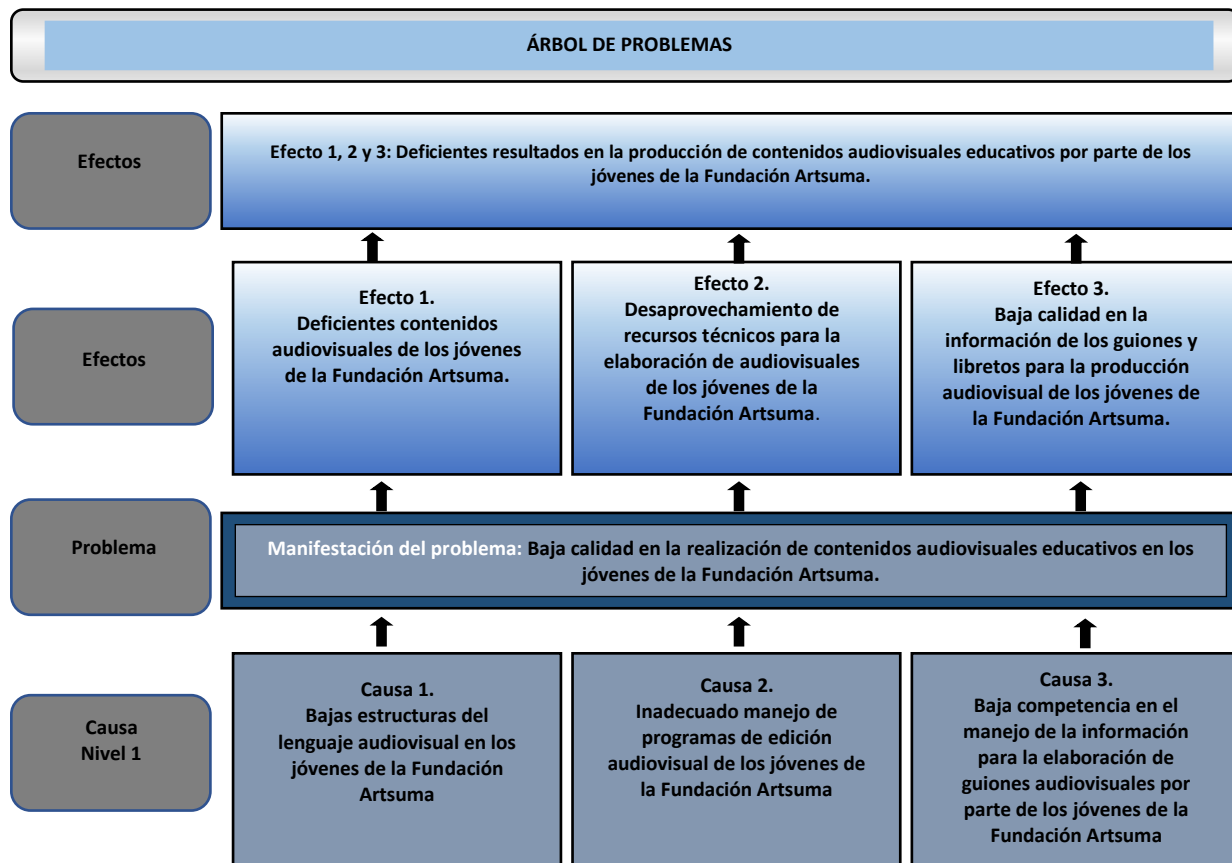 ÁRBOL DE PROBLEMAS
Efectos
Efecto 1, 2 y 3: Deficientes resultados en la producción de contenidos audiovisuales educativos por parte de los
jóvenes de la Fundación Artsuma.
Efectos
Efecto 1.
Deficientes contenidos
audiovisuales de los jóvenes
de la Fundación Artsuma.
Efecto 2.
Desaprovechamiento de
recursos técnicos para la
elaboración de audiovisuales
de los jóvenes de la
Fundación Artsuma.
Efecto 3.
Baja calidad en la
información de los guiones y
libretos para la producción
audiovisual de los jóvenes de
la Fundación Artsuma.
Problema
Manifestación del problema: Baja calidad en la realización de contenidos audiovisuales educativos en los
jóvenes de la Fundación Artsuma.
Causa
Nivel 1
Causa 1.
Bajas estructuras del
lenguaje audiovisual en los
jóvenes de la Fundación
Artsuma
Causa 2.
Inadecuado manejo de
programas de edición
audiovisual de los jóvenes de
la Fundación Artsuma
Causa 3.
Baja competencia en el
manejo de la información
para la elaboración de
guiones audiovisuales por
parte de los jóvenes de la
Fundación Artsuma